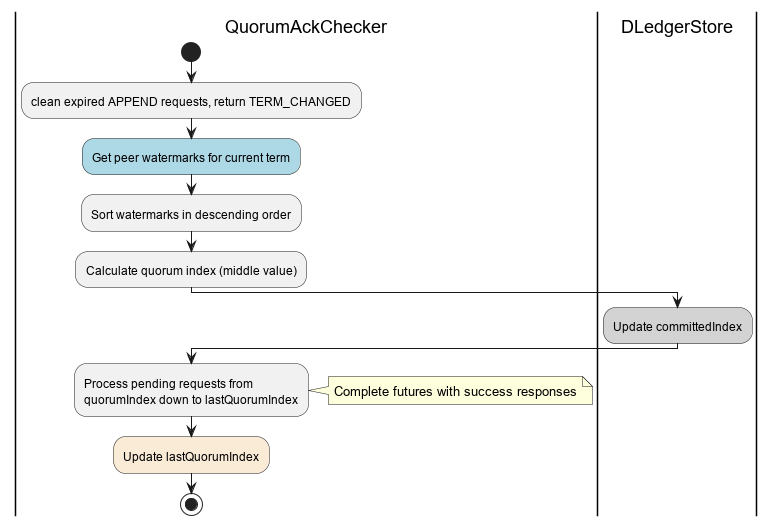 QuorumAckChecker
DLedgerStore
clean expired APPEND requests, return TERM_CHANGED
Get peer watermarks for current term
Sort watermarks in descending order
Calculate quorum index (middle value)
Update committedIndex
Process pending requests from
quorumIndex down to lastQuorumIndex
Complete futures with success responses
Update lastQuorumIndex